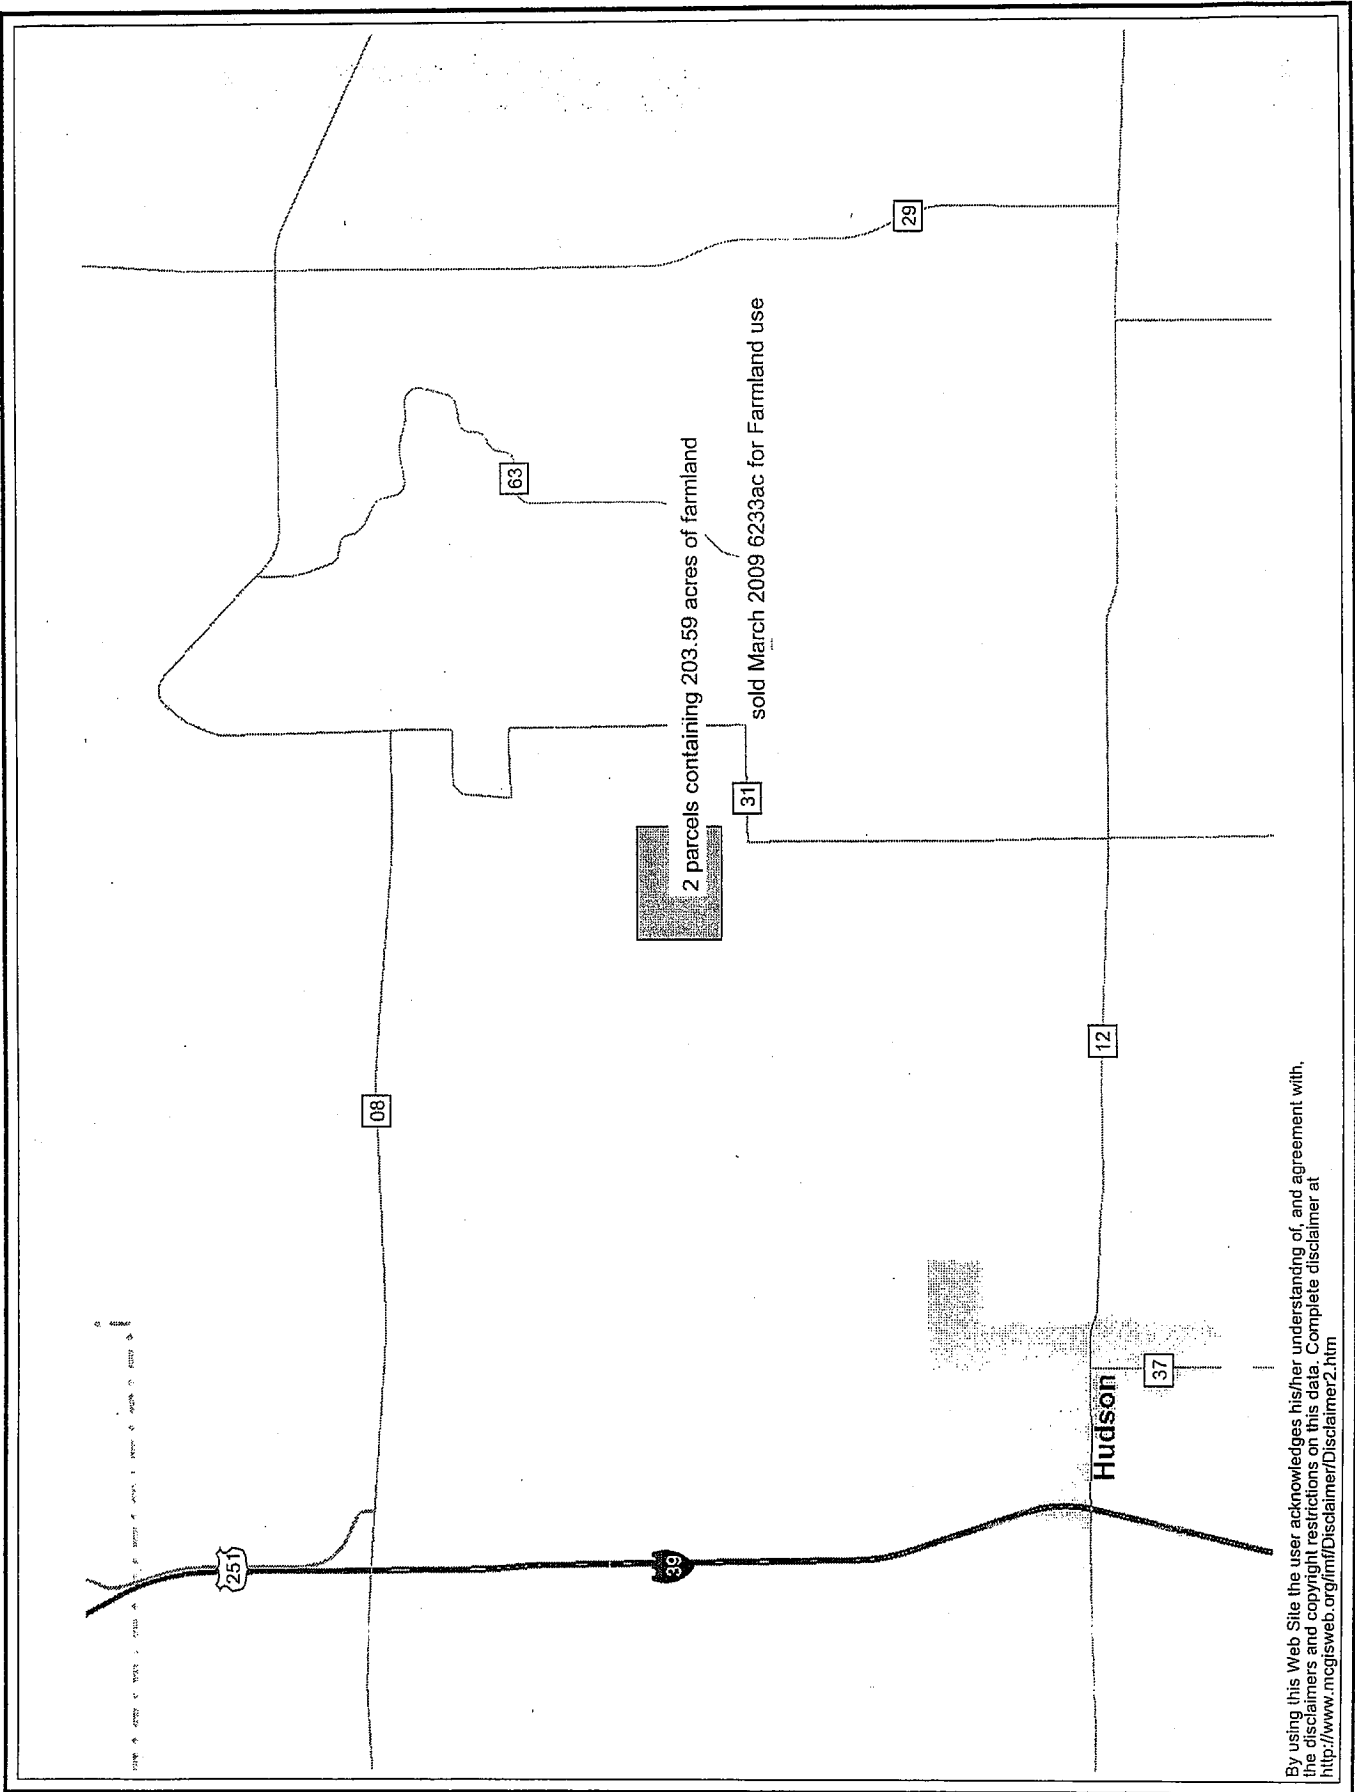 251
08
39
63
2 parcels containing 203.59 acres of farmland
sold March 2009 6233ac for Farmland use
31
29
12
Hudson
37
By using this Web Site the user acknowledges his/her understandng of, and agreement with,
the disclaimers and copyright restrictions on this data. Complete disclaimer at
http://www.mcgisweb.org/imf/Disclaimer/Disclaimer2.htm